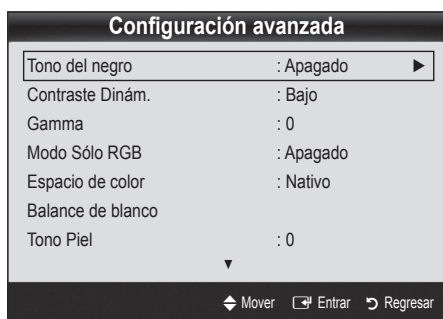 Configuración avanzada
Tono del negro : Apagado ►
Contraste Dinám. : Bajo
Gamma : 0
Modo Sólo RGB : Apagado
Espacio de color : Nativo
Balance de blanco
Tono Piel : 0
▼
Mover Entrar Regresar